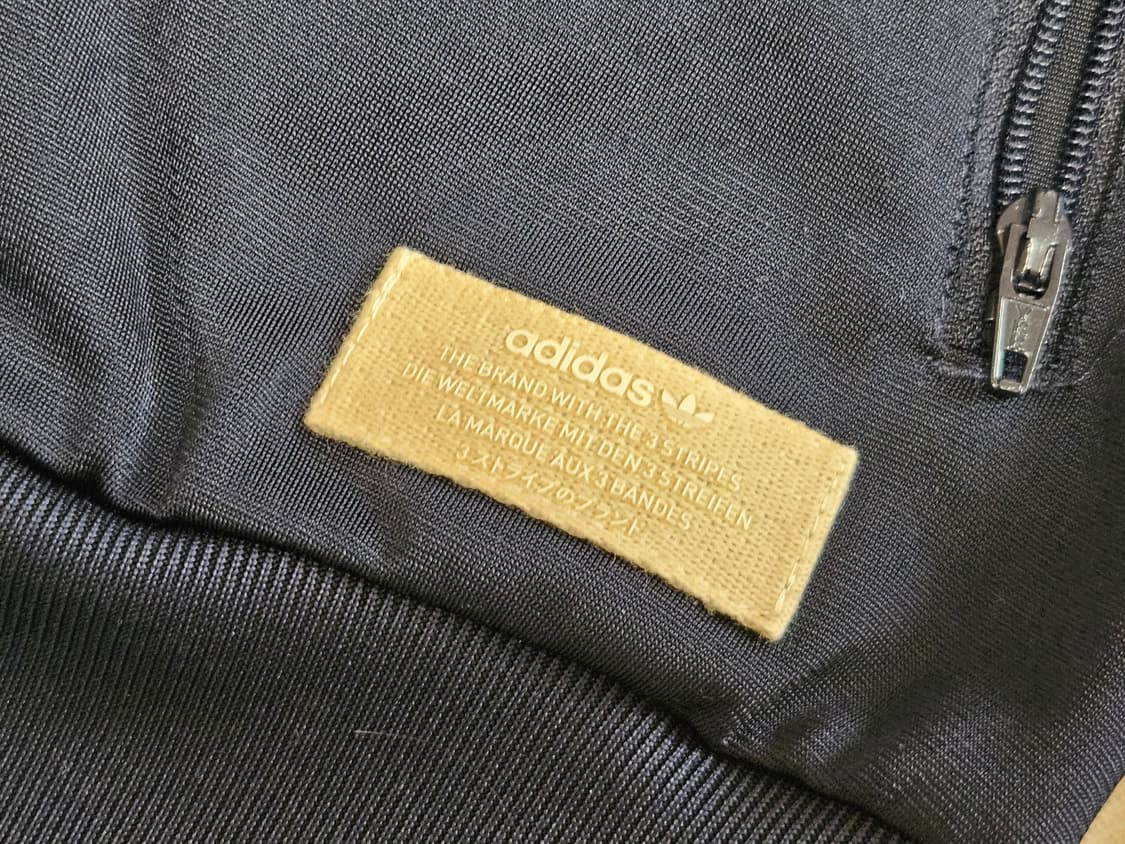 adidas
THE BRAND WITH THE 3 STRIPES
DIE WELTMARKE MIT DEN 3 STREIFEN
LA MARQUE AUX 3 BANDES
3 ストライプのブランド